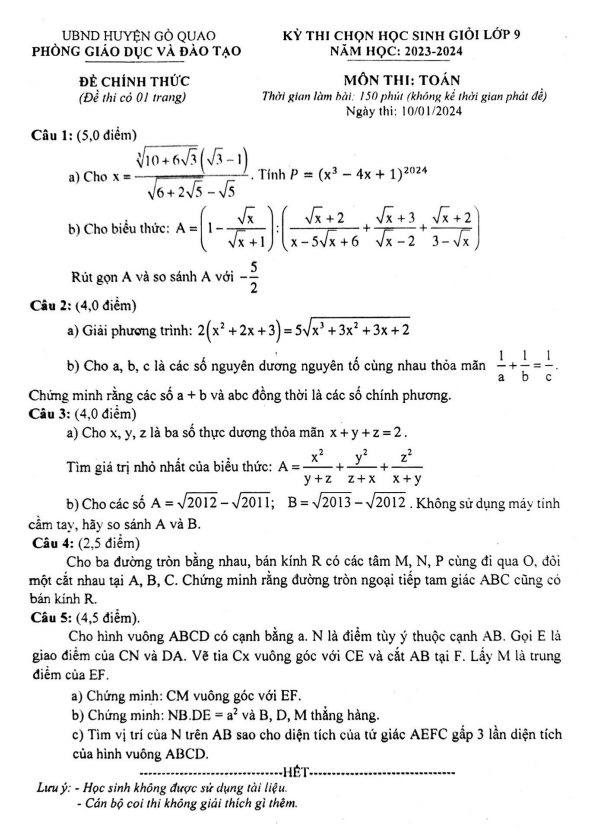 UBND HUYỆN GÒ QUAO
PHÒNG GIÁO DỤC VÀ ĐÀO TẠO
KỲ THI CHỌN HỌC SINH GIỎI LỚP 9
NĂM HỌC: 2023-2024
ĐỀ CHÍNH THỨC
(Đề thi có 01 trang)
MÔN THI: TOÁN
Thời gian làm bài: 150 phút (không kể thời gian phát đề)
Ngày thi: 10/01/2024
Câu 1: (5,0 điểm)
a) Cho x = \frac{\sqrt[3]{10+6\sqrt{3}}(\sqrt{3}-1)}{\sqrt{6+2\sqrt{5}}-\sqrt{5}}. Tính P = (x³ − 4x + 1)²⁰²⁴
b) Cho biểu thức: A = \left(1-\frac{\sqrt{x}}{\sqrt{x}+1}\right):\left(\frac{\sqrt{x}+2}{x-5\sqrt{x}+6}+\frac{\sqrt{x}+3}{\sqrt{x}-2}+\frac{\sqrt{x}+2}{3-\sqrt{x}}\right)
Rút gọn A và so sánh A với -\frac{5}{2}
Câu 2: (4,0 điểm)
a) Giải phương trình: 2(x²+2x+3)=5\sqrt{x³+3x²+3x+2}
b) Cho a, b, c là các số nguyên dương nguyên tố cùng nhau thỏa mãn \frac{1}{a}+\frac{1}{b}=\frac{1}{c}.
Chứng minh rằng các số a + b và abc đồng thời là các số chính phương.
Câu 3: (4,0 điểm)
a) Cho x, y, z là ba số thực dương thỏa mãn x + y + z = 2.
Tìm giá trị nhỏ nhất của biểu thức: A = \frac{x²}{y+z}+\frac{y²}{z+x}+\frac{z²}{x+y}
b) Cho các số A = \sqrt{2012}-\sqrt{2011}; B = \sqrt{2013}-\sqrt{2012}. Không sử dụng máy tính
cầm tay, hãy so sánh A và B.
Câu 4: (2,5 điểm)
Cho ba đường tròn bằng nhau, bán kính R có các tâm M, N, P cùng đi qua O, đôi
một cắt nhau tại A, B, C. Chứng minh rằng đường tròn ngoại tiếp tam giác ABC cũng có
bán kính R.
Câu 5: (4,5 điểm).
Cho hình vuông ABCD có cạnh bằng a. N là điểm tùy ý thuộc cạnh AB. Gọi E là
giao điểm của CN và DA. Vẽ tia Cx vuông góc với CE và cắt AB tại F. Lấy M là trung
điểm của EF.
a) Chứng minh: CM vuông góc với EF.
b) Chứng minh: NB.DE = a² và B, D, M thẳng hàng.
c) Tìm vị trí của N trên AB sao cho diện tích của tứ giác AEFC gấp 3 lần diện tích
của hình vuông ABCD.
--------------------------------HẾT--------------------------------
Lưu ý: - Học sinh không được sử dụng tài liệu.
- Cán bộ coi thi không giải thích gì thêm.